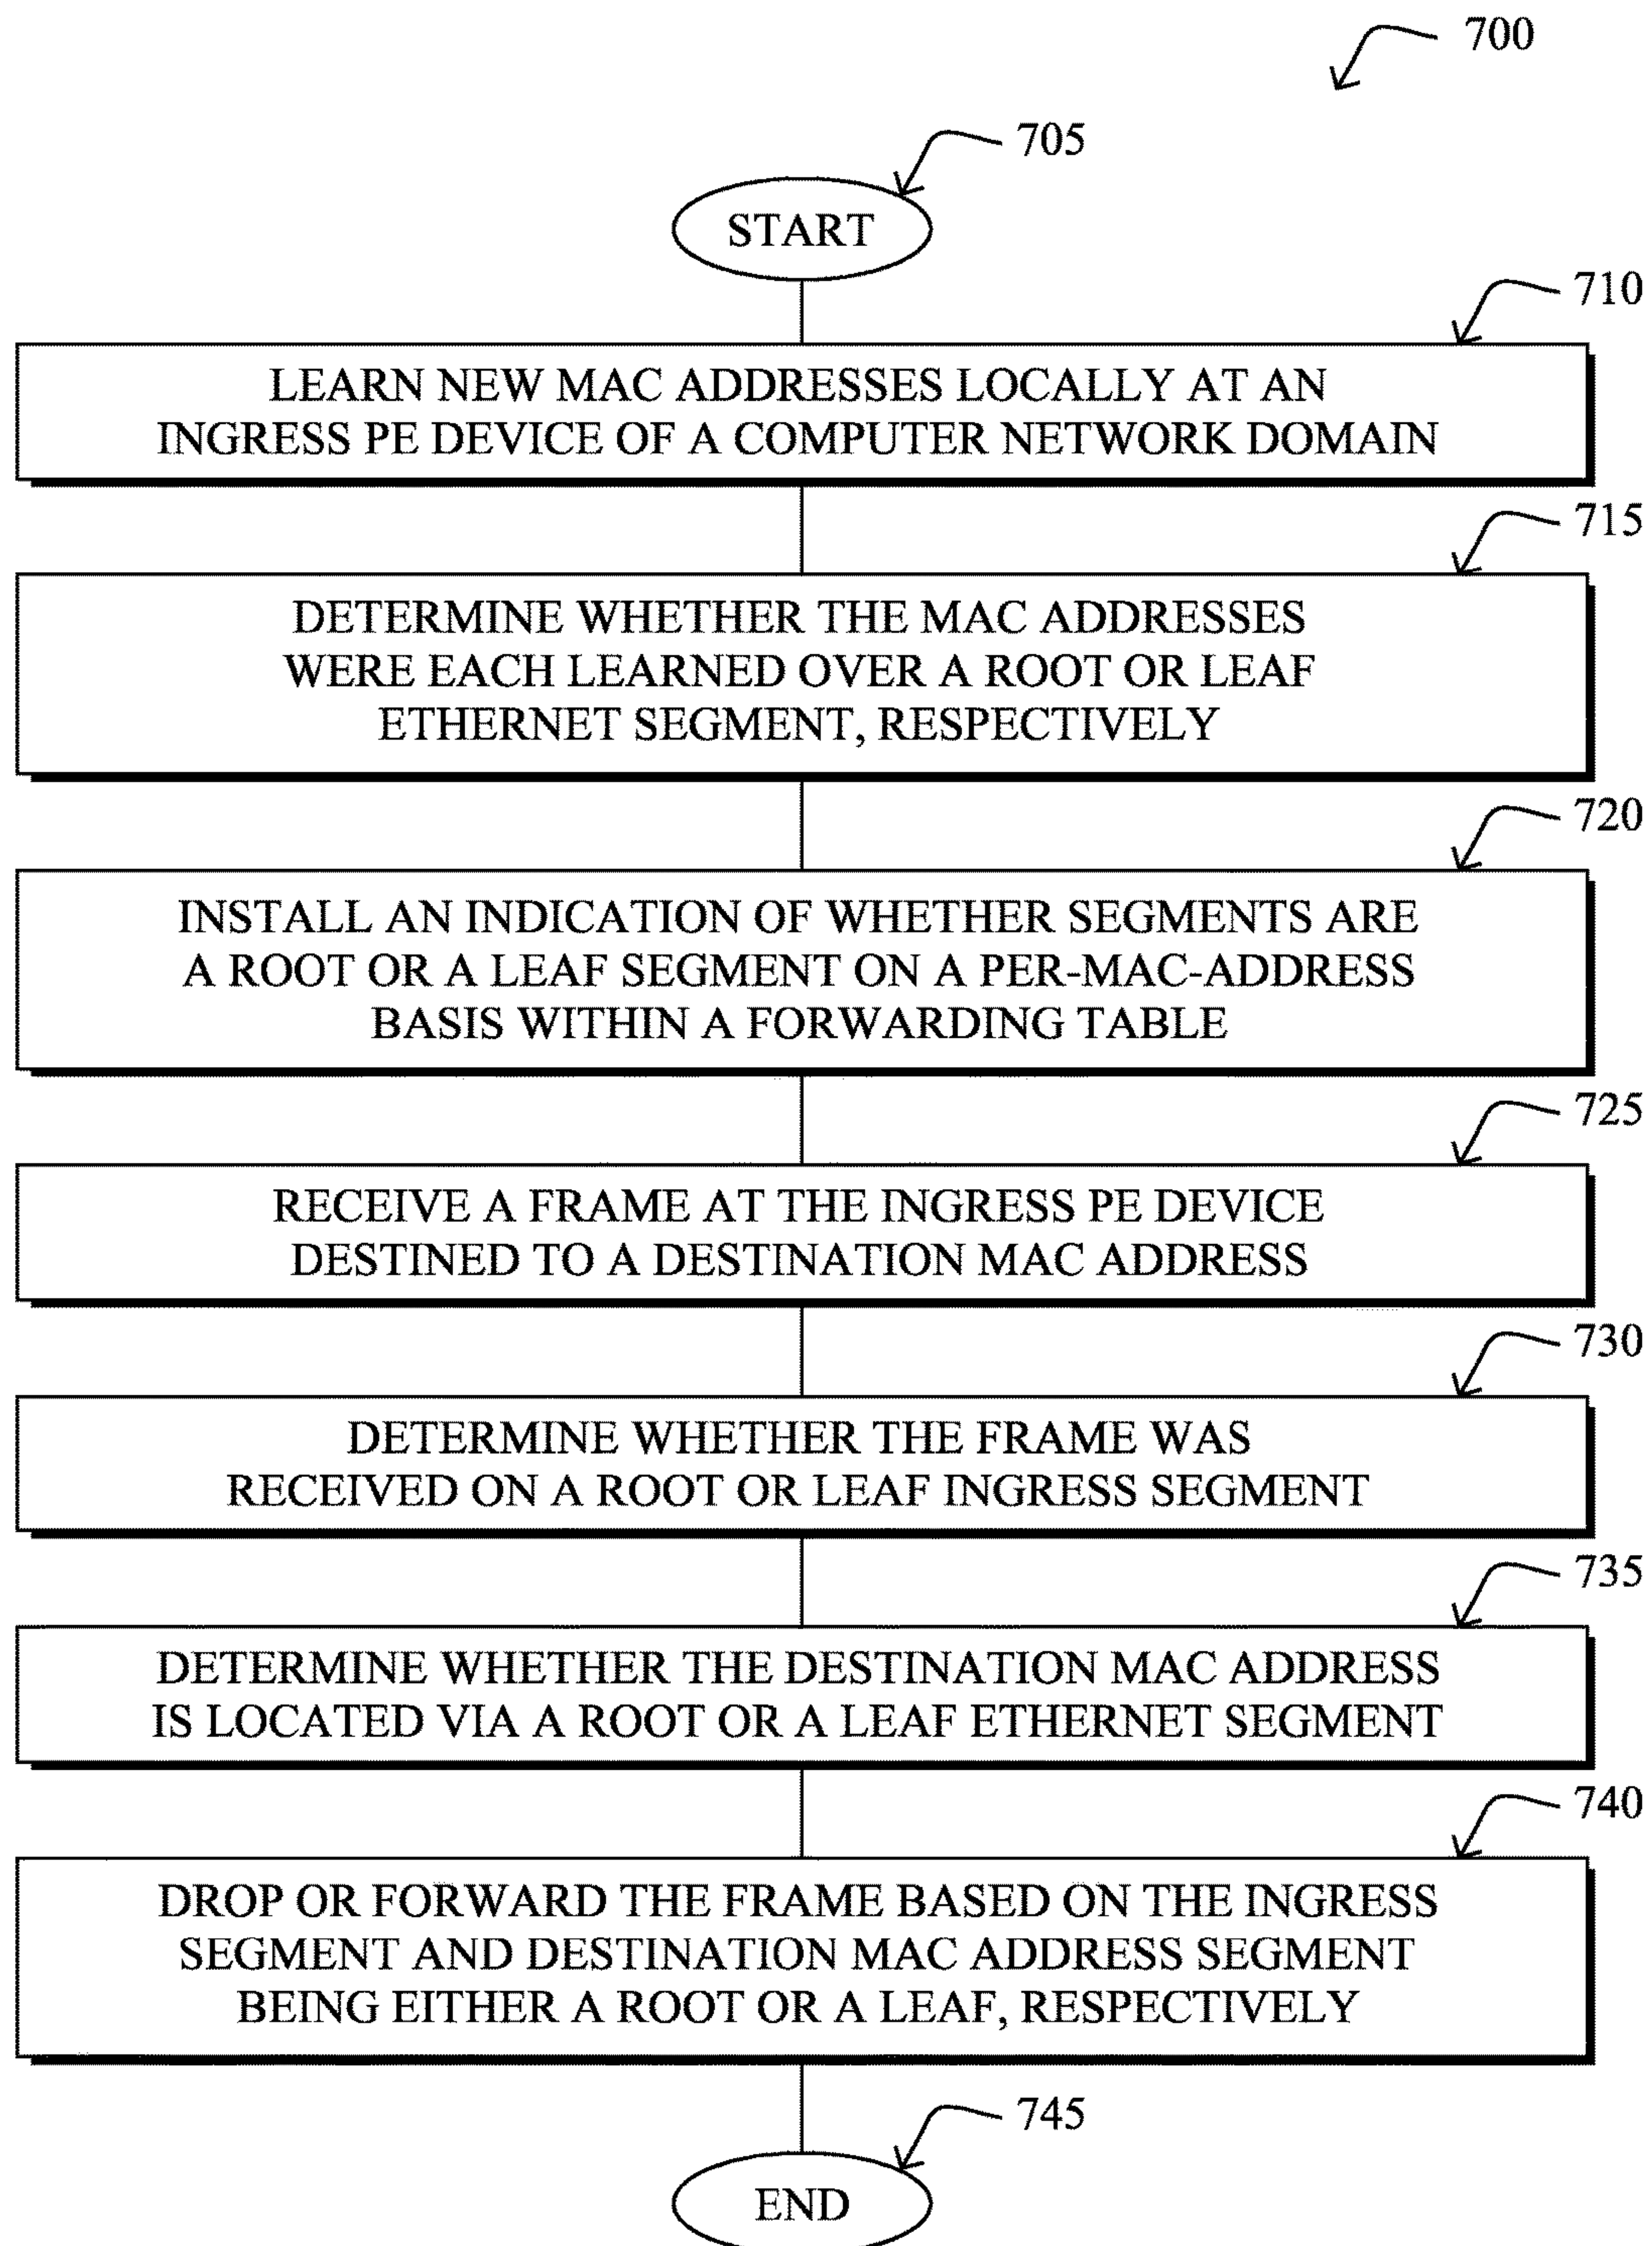 700
705
START
710
LEARN NEW MAC ADDRESSES LOCALLY AT AN
INGRESS PE DEVICE OF A COMPUTER NETWORK DOMAIN
715
DETERMINE WHETHER THE MAC ADDRESSES
WERE EACH LEARNED OVER A ROOT OR LEAF
ETHERNET SEGMENT, RESPECTIVELY
720
INSTALL AN INDICATION OF WHETHER SEGMENTS ARE
A ROOT OR A LEAF SEGMENT ON A PER-MAC-ADDRESS
BASIS WITHIN A FORWARDING TABLE
725
RECEIVE A FRAME AT THE INGRESS PE DEVICE
DESTINED TO A DESTINATION MAC ADDRESS
730
DETERMINE WHETHER THE FRAME WAS
RECEIVED ON A ROOT OR LEAF INGRESS SEGMENT
735
DETERMINE WHETHER THE DESTINATION MAC ADDRESS
IS LOCATED VIA A ROOT OR A LEAF ETHERNET SEGMENT
740
DROP OR FORWARD THE FRAME BASED ON THE INGRESS
SEGMENT AND DESTINATION MAC ADDRESS SEGMENT
BEING EITHER A ROOT OR A LEAF, RESPECTIVELY
745
END